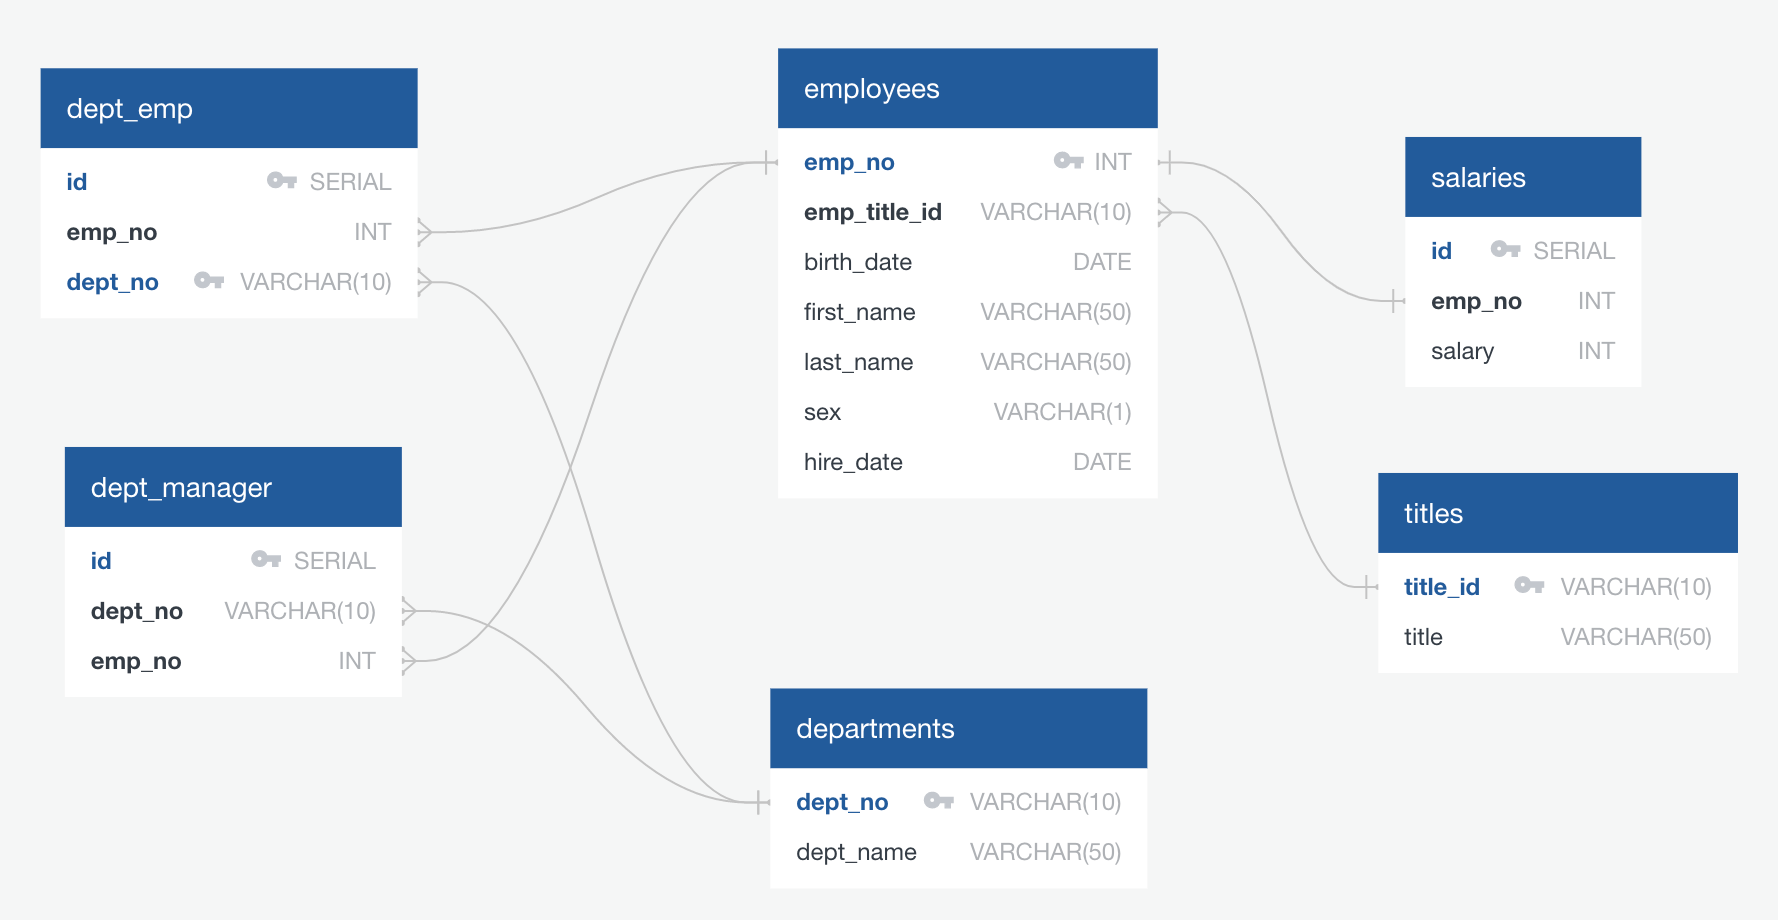 dept_emp
id SERIAL
emp_no INT
dept_no VARCHAR(10)
dept_manager
id SERIAL
dept_no VARCHAR(10)
emp_no INT
employees
emp_no INT
emp_title_id VARCHAR(10)
birth_date DATE
first_name VARCHAR(50)
last_name VARCHAR(50)
sex VARCHAR(1)
hire_date DATE
departments
dept_no VARCHAR(10)
dept_name VARCHAR(50)
salaries
id SERIAL
emp_no INT
salary INT
titles
title_id VARCHAR(10)
title VARCHAR(50)